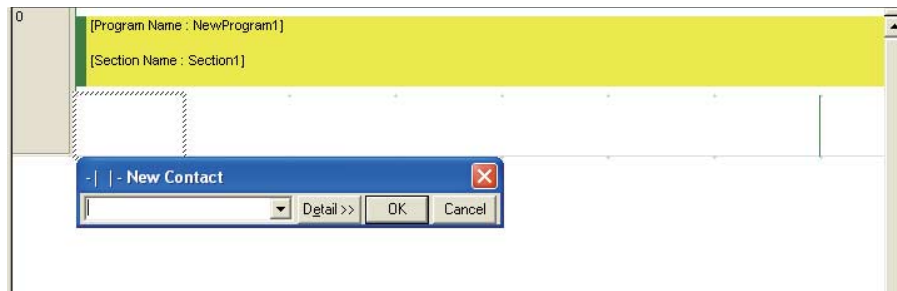 0
[Program Name : NewProgram1]
[Section Name : Section1]
-| |- New Contact
Detail >> OK Cancel